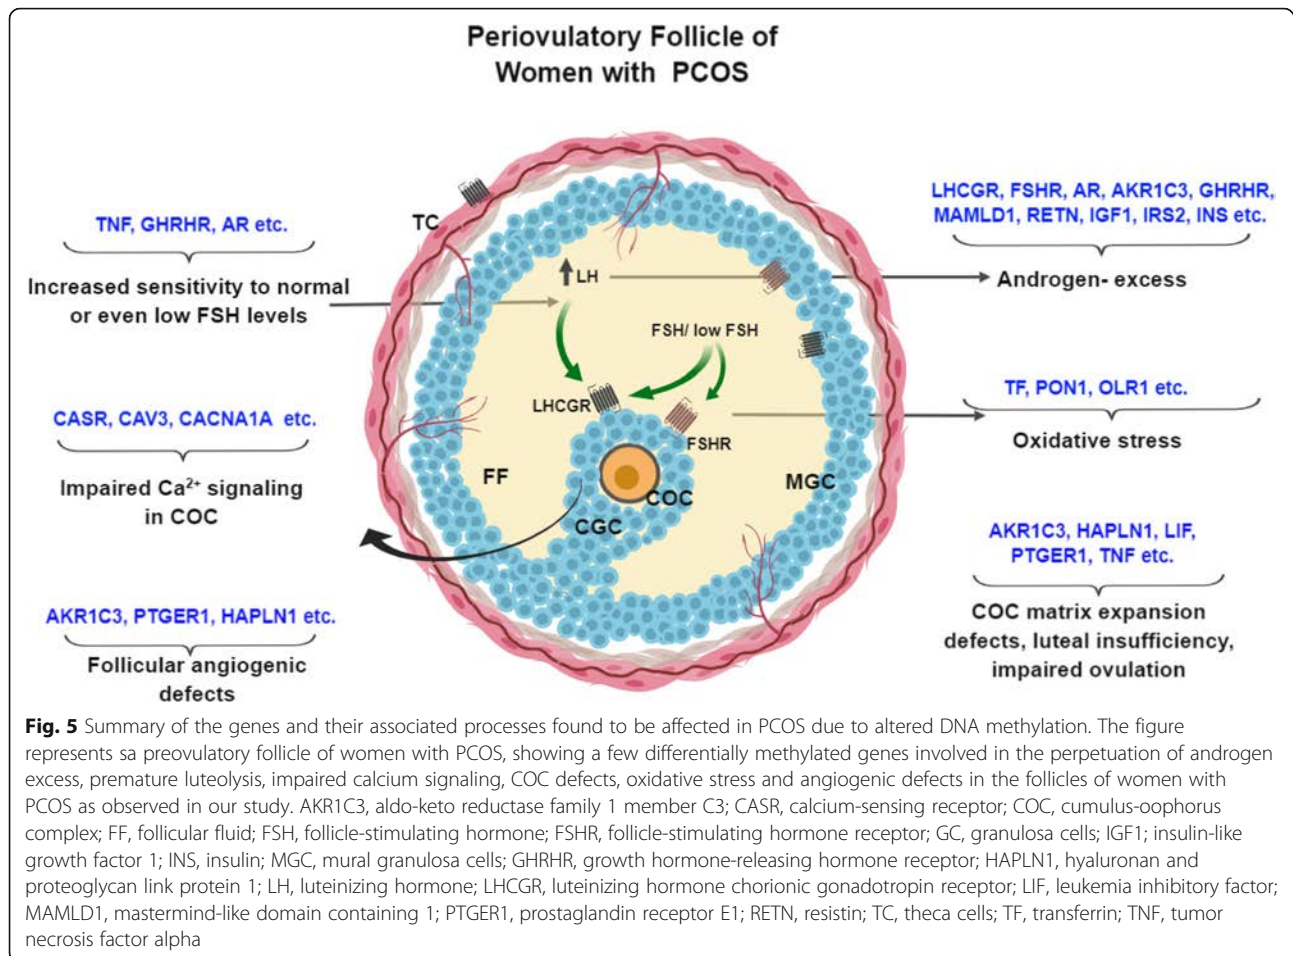 Periovulatory Follicle of
Women with PCOS
TNF, GHRHR, AR etc.
Increased sensitivity to normal
or even low FSH levels
CASR, CAV3, CACNA1A etc.
Impaired Ca²⁺ signaling
in COC
AKR1C3, PTGER1, HAPLN1 etc.
Follicular angiogenic
defects
TC
LH
FSH/ low FSH
LHCGR
FSHR
FF
COC
CGC
MGC
LHCGR, FSHR, AR, AKR1C3, GHRHR,
MAMLD1, RETN, IGF1, IRS2, INS etc.
Androgen- excess
TF, PON1, OLR1 etc.
Oxidative stress
AKR1C3, HAPLN1, LIF,
PTGER1, TNF etc.
COC matrix expansion
defects, luteal insufficiency,
impaired ovulation
Fig. 5 Summary of the genes and their associated processes found to be affected in PCOS due to altered DNA methylation. The figure
represents sa preovulatory follicle of women with PCOS, showing a few differentially methylated genes involved in the perpetuation of androgen
excess, premature luteolysis, impaired calcium signaling, COC defects, oxidative stress and angiogenic defects in the follicles of women with
PCOS as observed in our study. AKR1C3, aldo-keto reductase family 1 member C3; CASR, calcium-sensing receptor; COC, cumulus-oophorus
complex; FF, follicular fluid; FSH, follicle-stimulating hormone; FSHR, follicle-stimulating hormone receptor; GC, granulosa cells; IGF1; insulin-like
growth factor 1; INS, insulin; MGC, mural granulosa cells; GHRHR, growth hormone-releasing hormone receptor; HAPLN1, hyaluronan and
proteoglycan link protein 1; LH, luteinizing hormone; LHCGR, luteinizing hormone chorionic gonadotropin receptor; LIF, leukemia inhibitory factor;
MAMLD1, mastermind-like domain containing 1; PTGER1, prostaglandin receptor E1; RETN, resistin; TC, theca cells; TF, transferrin; TNF, tumor
necrosis factor alpha